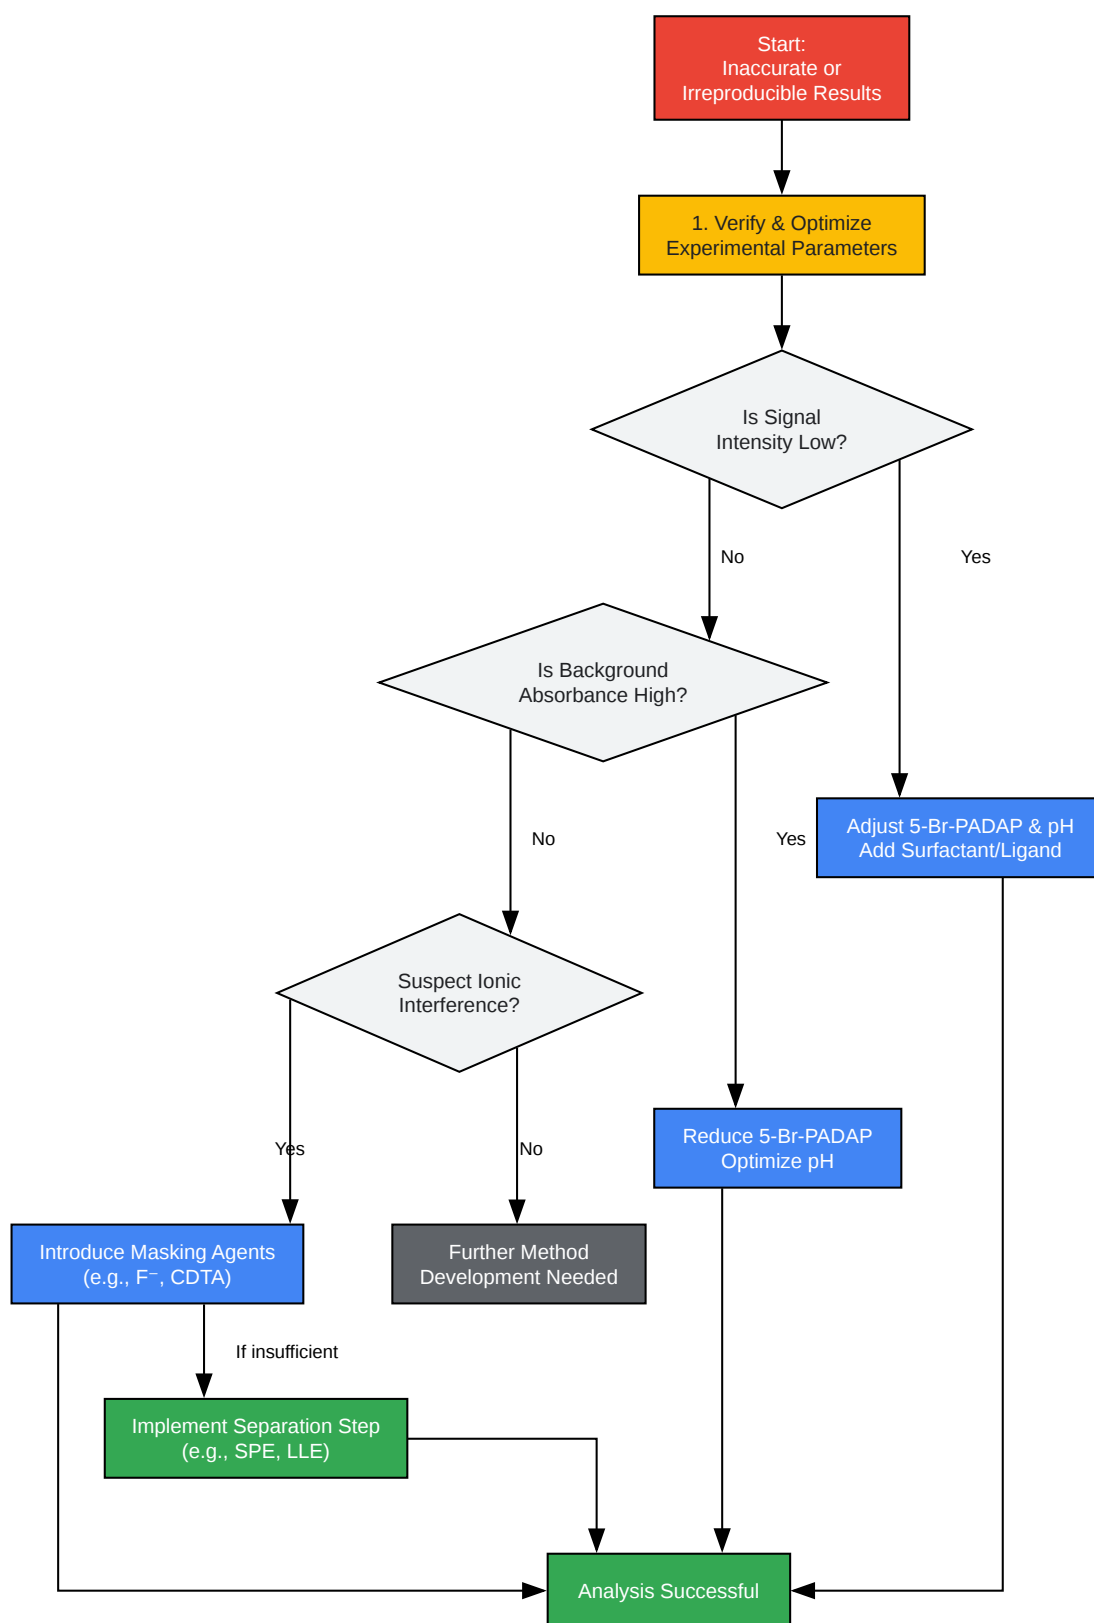 Start:
Inaccurate or
Irreproducible Results
1. Verify & Optimize
Experimental Parameters
Is Signal
Intensity Low?
No
Yes
Is Background
Absorbance High?
No
Yes
Adjust 5-Br-PADAP & pH
Add Surfactant/Ligand
Suspect Ionic
Interference?
Yes
No
Reduce 5-Br-PADAP
Optimize pH
Introduce Masking Agents
(e.g., F⁻, CDTA)
Further Method
Development Needed
If insufficient
Implement Separation Step
(e.g., SPE, LLE)
Analysis Successful